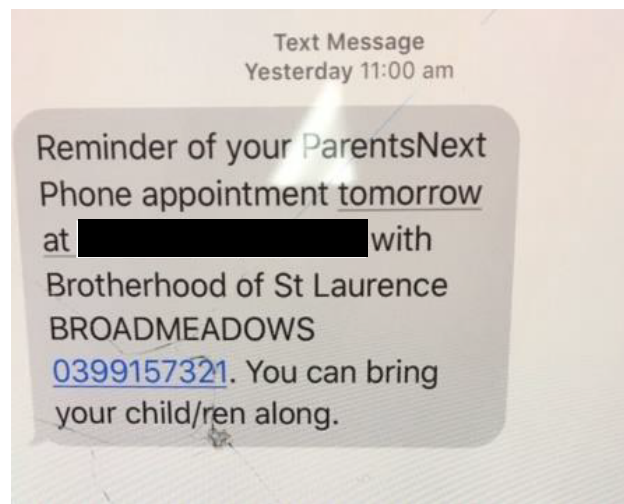 Text Message
Yesterday 11:00 am
Reminder of your ParentsNext
Phone appointment tomorrow
at with
Brotherhood of St Laurence
BROADMEADOWS
0399157321. You can bring
your child/ren along.